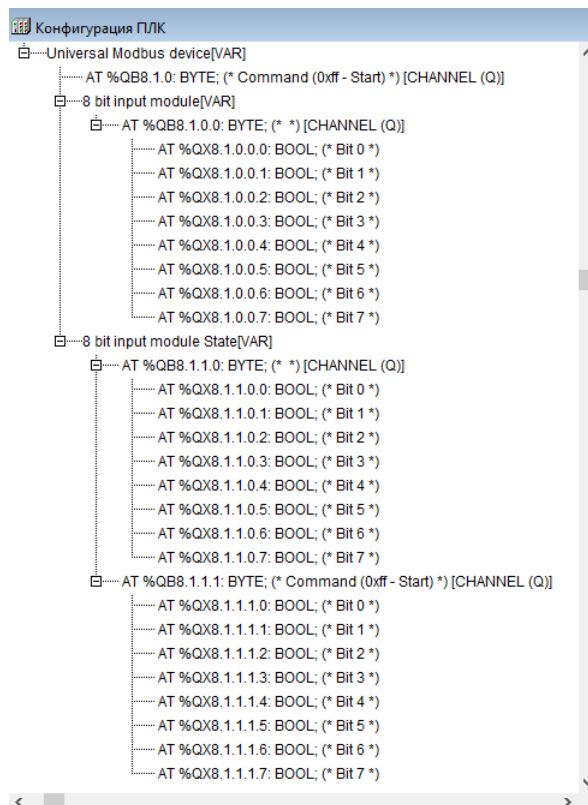 Конфигурация ПЛК
Universal Modbus device[VAR]
AT %QB8.1.0: BYTE; (* Command (0xff - Start) *) [CHANNEL (Q)]
8 bit input module[VAR]
AT %QB8.1.0.0: BYTE; (* *) [CHANNEL (Q)]
AT %QX8.1.0.0.0: BOOL; (* Bit 0 *)
AT %QX8.1.0.0.1: BOOL; (* Bit 1 *)
AT %QX8.1.0.0.2: BOOL; (* Bit 2 *)
AT %QX8.1.0.0.3: BOOL; (* Bit 3 *)
AT %QX8.1.0.0.4: BOOL; (* Bit 4 *)
AT %QX8.1.0.0.5: BOOL; (* Bit 5 *)
AT %QX8.1.0.0.6: BOOL; (* Bit 6 *)
AT %QX8.1.0.0.7: BOOL; (* Bit 7 *)
8 bit input module State[VAR]
AT %QB8.1.1.0: BYTE; (* *) [CHANNEL (Q)]
AT %QX8.1.1.0.0: BOOL; (* Bit 0 *)
AT %QX8.1.1.0.1: BOOL; (* Bit 1 *)
AT %QX8.1.1.0.2: BOOL; (* Bit 2 *)
AT %QX8.1.1.0.3: BOOL; (* Bit 3 *)
AT %QX8.1.1.0.4: BOOL; (* Bit 4 *)
AT %QX8.1.1.0.5: BOOL; (* Bit 5 *)
AT %QX8.1.1.0.6: BOOL; (* Bit 6 *)
AT %QX8.1.1.0.7: BOOL; (* Bit 7 *)
AT %QB8.1.1.1: BYTE; (* Command (0xff - Start) *) [CHANNEL (Q)]
AT %QX8.1.1.1.0: BOOL; (* Bit 0 *)
AT %QX8.1.1.1.1: BOOL; (* Bit 1 *)
AT %QX8.1.1.1.2: BOOL; (* Bit 2 *)
AT %QX8.1.1.1.3: BOOL; (* Bit 3 *)
AT %QX8.1.1.1.4: BOOL; (* Bit 4 *)
AT %QX8.1.1.1.5: BOOL; (* Bit 5 *)
AT %QX8.1.1.1.6: BOOL; (* Bit 6 *)
AT %QX8.1.1.1.7: BOOL; (* Bit 7 *)